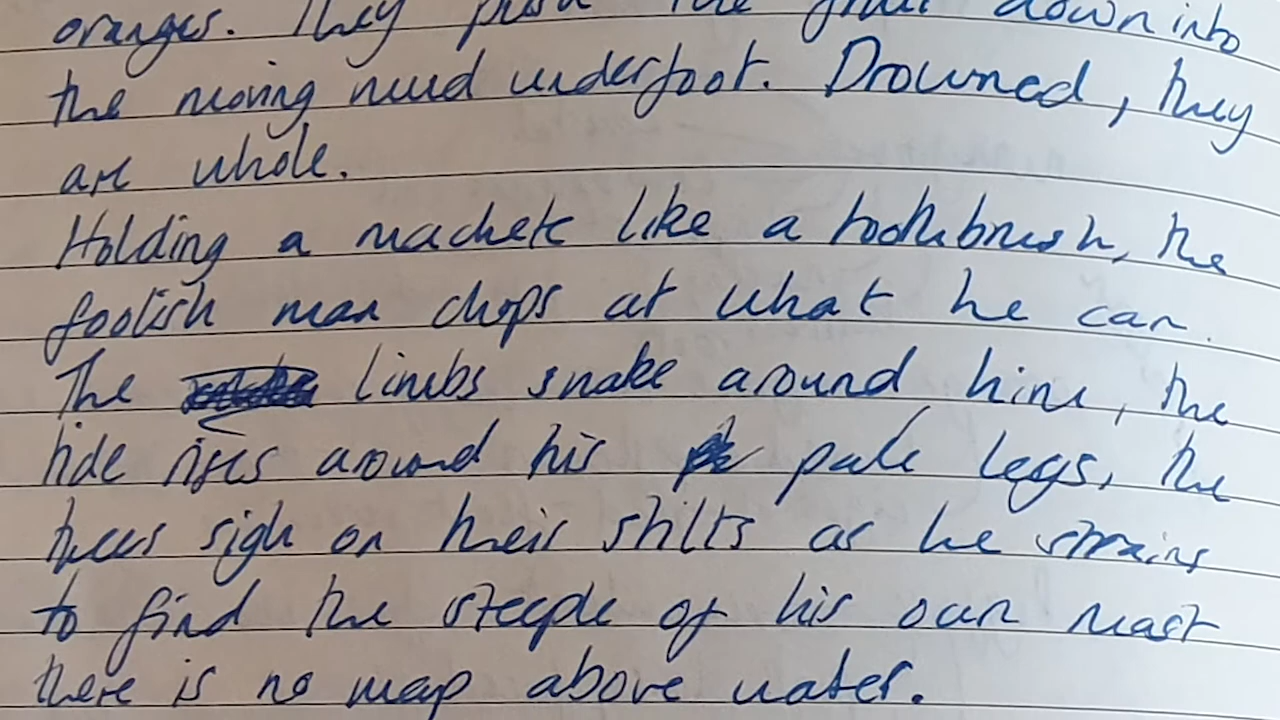 oranges. They push the fruit down into
the moving mud underfoot. Drowned, they
are whole.
Holding a machete like a toothbrush, the
foolish man chops at what he can.
The limbs snake around him, the
tide rises around his pale legs, the
trees sigh on their stilts as he strains
to find the steeple of his own mast
there is no map above water.